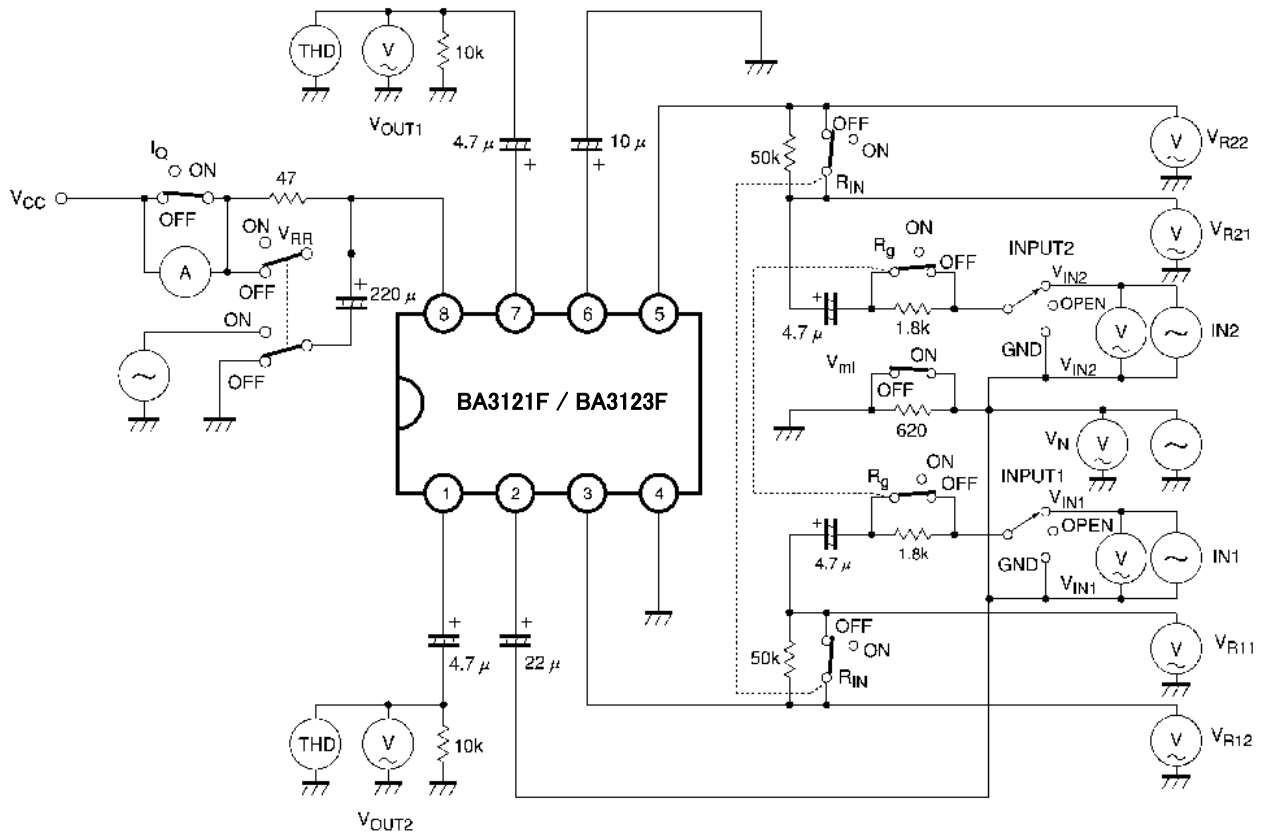 THD
V
10k
VOUT1
4.7 μ
+
10 μ
+
OFF
ON
50k
RIN
V
VR22
IQ
ON
VCC
OFF
47
A
ON
VRR
OFF
+
220 μ
ON
OFF
V
VR21
Rg
ON
OFF
INPUT2
VIN2
OPEN
GND
VIN2
V
IN2
+
4.7 μ
1.8k
8
7
6
5
BA3121F / BA3123F
1
2
3
4
Vml
ON
OFF
620
VN
V
Rg
ON
OFF
INPUT1
VIN1
OPEN
GND
VIN1
V
IN1
+
4.7 μ
1.8k
+
4.7 μ
+
22 μ
50k
OFF
ON
RIN
V
VR11
V
VR12
THD
V
10k
VOUT2